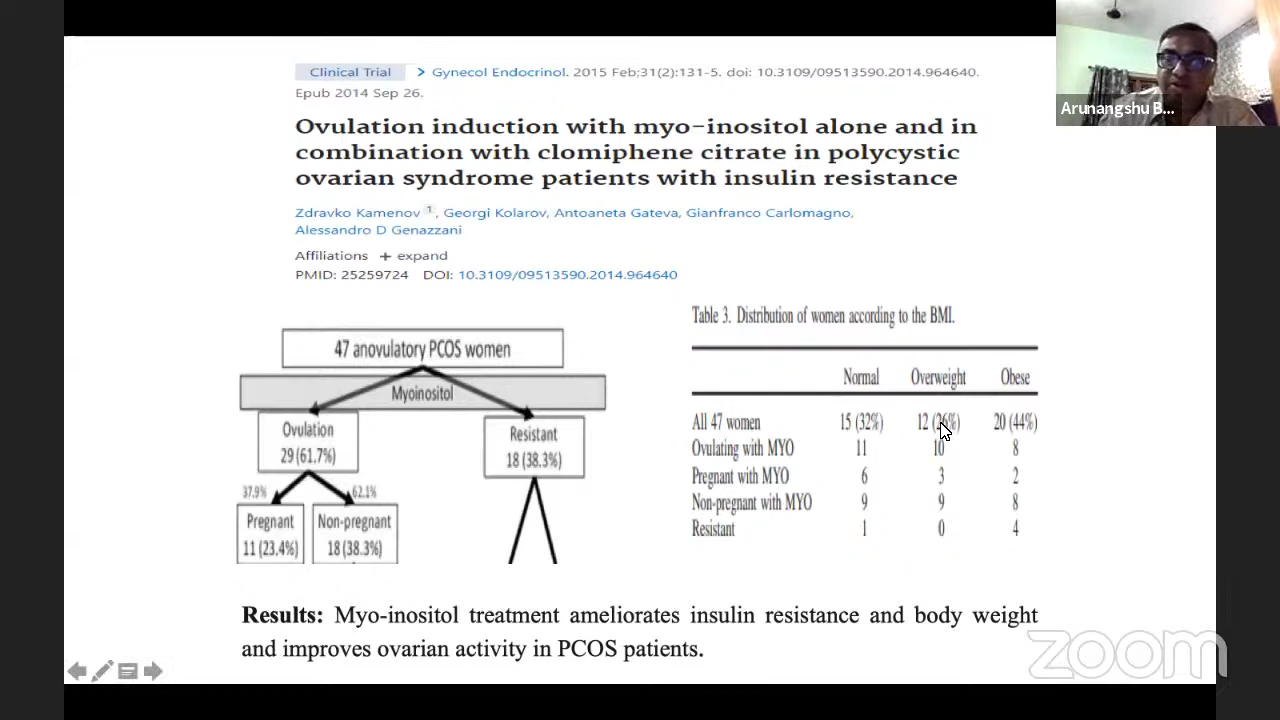 Clinical Trial > Gynecol Endocrinol. 2015 Feb;31(2):131-5. doi: 10.3109/09513590.2014.964640.
Epub 2014 Sep 26.
Arunangshu B...
Ovulation induction with myo-inositol alone and in
combination with clomiphene citrate in polycystic
ovarian syndrome patients with insulin resistance
Zdravko Kamenov 1, Georgi Kolarov, Antoaneta Gateva, Gianfranco Carlomagno,
Alessandro D Genazzani
Affiliations + expand
PMID: 25259724 DOI: 10.3109/09513590.2014.964640
47 anovulatory PCOS women
Myoinositol
Ovulation
29 (61.7%)
Resistant
18 (38.3%)
37.9% 62.1%
Pregnant
11 (23.4%)
Non-pregnant
18 (38.3%)
Table 3. Distribution of women according to the BMI.
Normal Overweight Obese
All 47 women 15 (32%) 12 20 (44%)
Ovulating with MYO 11 10 8
Pregnant with MYO 6 3 2
Non-pregnant with MYO 9 9 8
Resistant 1 0 4
Results: Myo-inositol treatment ameliorates insulin resistance and body weight
and improves ovarian activity in PCOS patients.
zoom